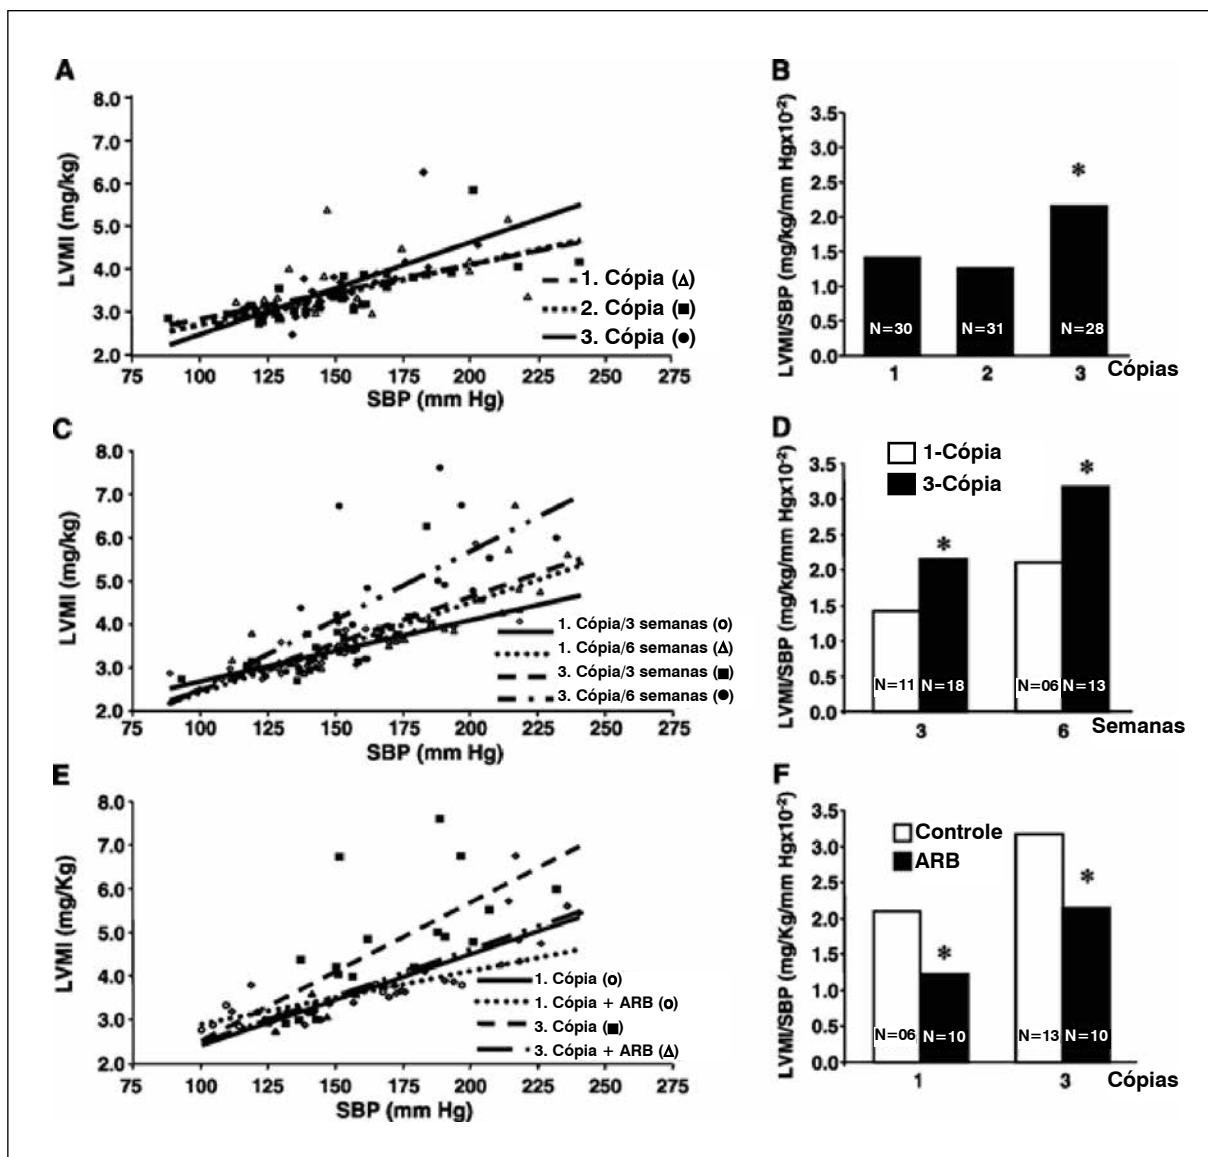 A
LVMI (mg/kg)
8.0
7.0
6.0
5.0
4.0
3.0
2.0
75 100 125 150 175 200 225 250 275
SBP (mm Hg)
1. Cópia (Δ)
2. Cópia (■)
3. Cópia (●)
B
LVMI/SBP (mg/kg/mm Hgx10-2)
3.5
3.0
2.5
2.0
1.5
1.0
0.5
0.0
*
N=30 N=31 N=28
1 2 3 Cópias
C
LVMI (mg/kg)
8.0
7.0
6.0
5.0
4.0
3.0
2.0
75 100 125 150 175 200 225 250 275
SBP (mm Hg)
1. Cópia/3 semanas (o)
1. Cópia/6 semanas (Δ)
3. Cópia/3 semanas (■)
3. Cópia/6 semanas (●)
D
LVMI/SBP (mg/kg/mm Hgx10-2)
1-Cópia
3-Cópia
3.5
3.0
2.5
2.0
1.5
1.0
0.5
0.0
* *
N=11 N=18 N=06 N=13
3 6 Semanas
E
LVMI (mg/Kg)
8.0
7.0
6.0
5.0
4.0
3.0
2.0
75 100 125 150 175 200 225 250 275
SBP (mm Hg)
1. Cópia (o)
1. Cópia + ARB (o)
3. Cópia (■)
3. Cópia + ARB (Δ)
F
LVMI/SBP (mg/Kg/mm Hgx10-2)
Controle
ARB
3.5
3.0
2.5
2.0
1.5
1.0
0.5
0.0
* *
N=06 N=10 N=13 N=10
1 3 Cópias